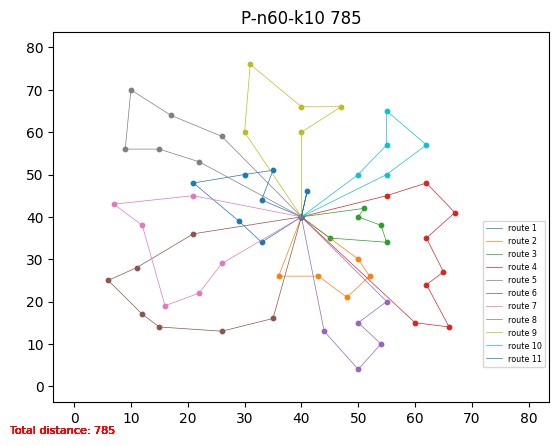 P-n60-k10 785
80
70
60
50
40
30
20
10
0
0 10 20 30 40 50 60 70 80
route 1
route 2
route 3
route 4
route 5
route 6
route 7
route 8
route 9
route 10
route 11
Total distance: 785